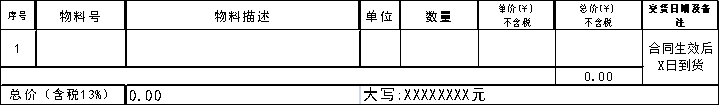 序号 物料号 物料描述 单位 数量 单价(¥)不含税 总价(¥)不含税 交货日期及备注
1 合同生效后X日到货
0.00
总价（含税13%） 0.00 大写:XXXXXXXX元